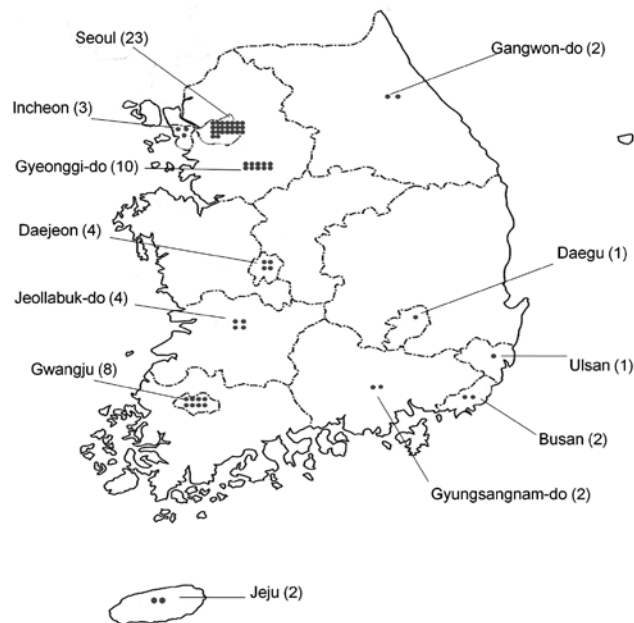 Seoul (23)
Gangwon-do (2)
Incheon (3)
Gyeonggi-do (10)
Daejeon (4)
Daegu (1)
Jeollabuk-do (4)
Gwangju (8)
Ulsan (1)
Busan (2)
Gyungsangnam-do (2)
Jeju (2)